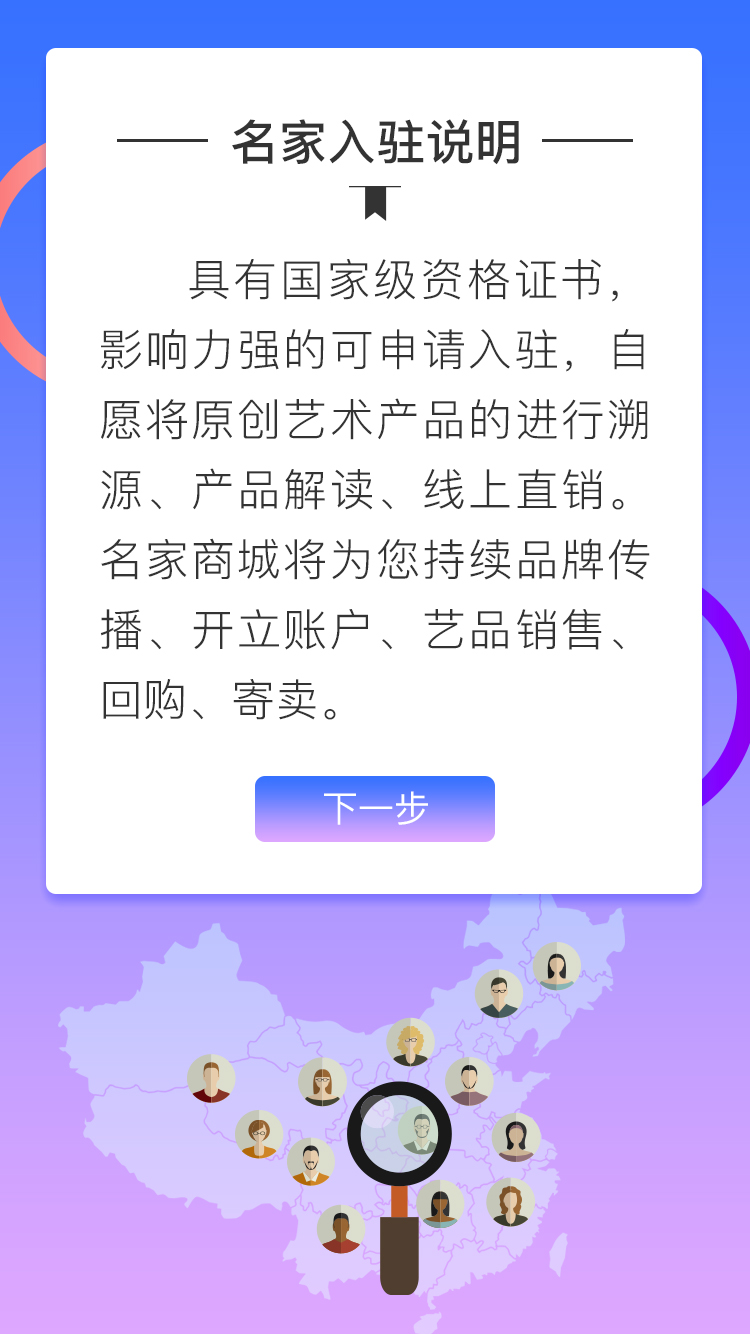 名家入驻说明
具有国家级资格证书，
影响力强的可申请入驻，自
愿将原创艺术产品的进行溯
源、产品解读、线上直销。
名家商城将为您持续品牌传
播、开立账户、艺品销售、
回购、寄卖。
下一步